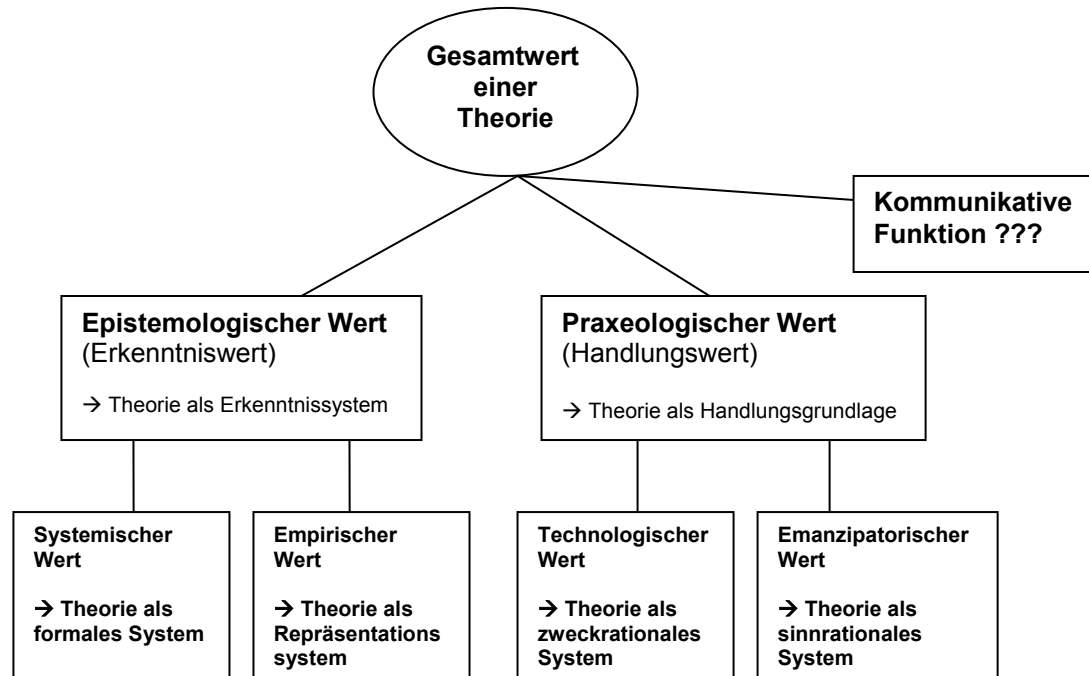 Gesamtwert
einer
Theorie
Kommunikative
Funktion ???
Epistemologischer Wert
(Erkenntniswert)
→ Theorie als Erkenntnissystem
Praxeologischer Wert
(Handlungswert)
→ Theorie als Handlungsgrundlage
Systemischer
Wert
→ Theorie als
formales System
Empirischer
Wert
→ Theorie als
Repräsentations
system
Technologischer
Wert
→ Theorie als
zweckrationales
System
Emanzipatorischer
Wert
→ Theorie als
sinnrationales
System